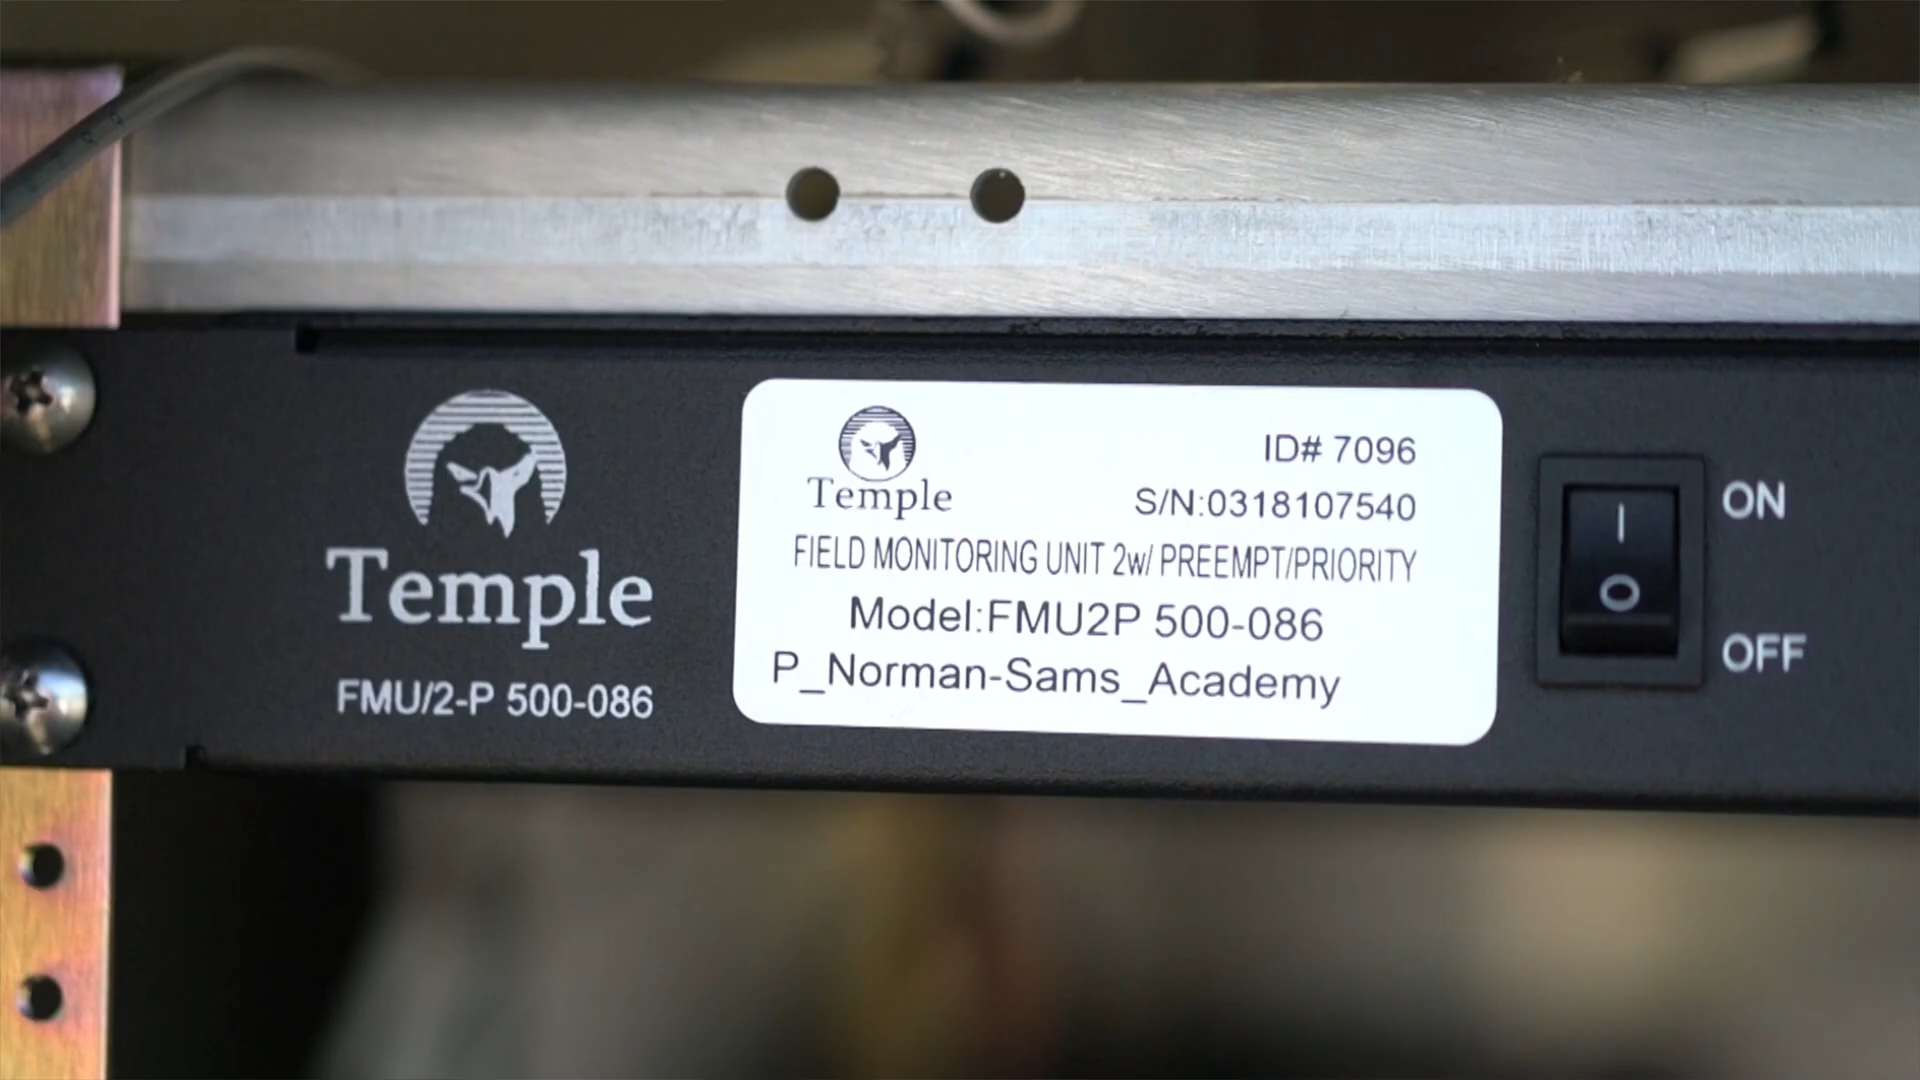 Temple
FMU/2-P 500-086
Temple
ID# 7096
S/N:0318107540
FIELD MONITORING UNIT 2w/ PREEMPT/PRIORITY
Model:FMU2P 500-086
P_Norman-Sams_Academy
ON
I
O
OFF